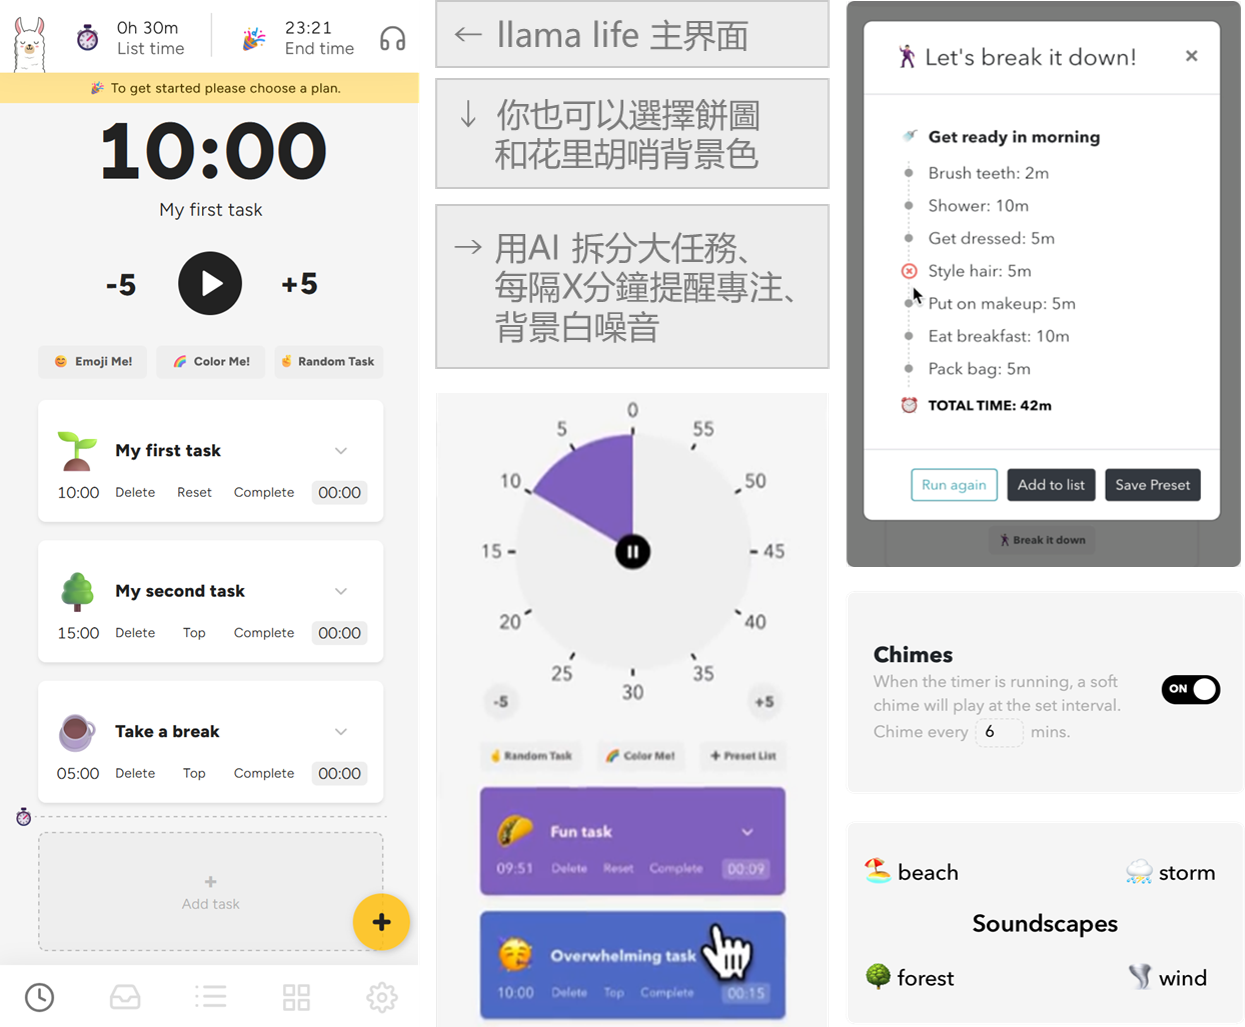 0h 30m
List time
23:21
End time
To get started please choose a plan.
10:00
My first task
-5
+5
Emoji Me!
Color Me!
Random Task
My first task
10:00 Delete Reset Complete 00:00
My second task
15:00 Delete Top Complete 00:00
Take a break
05:00 Delete Top Complete 00:00
+
Add task
+
← llama life 主界面
↓ 你也可以選擇餅圖
和花里胡哨背景色
→ 用AI 拆分大任務、
每隔X分鐘提醒專注、
背景白噪音
0
55
50
45
40
35
30
25
20
15
10
5
-5
+5
Random Task
Color Me!
+ Preset List
Fun task
09:51 Delete Reset Complete 00:09
Overwhelming task
10:00 Delete Top Complete 00:15
Let's break it down!
×
Get ready in morning
Brush teeth: 2m
Shower: 10m
Get dressed: 5m
Style hair: 5m
Put on makeup: 5m
Eat breakfast: 10m
Pack bag: 5m
TOTAL TIME: 42m
Run again
Add to list
Save Preset
Break it down
Chimes
When the timer is running, a soft
chime will play at the set interval.
Chime every 6 mins.
ON
beach
storm
Soundscapes
forest
wind